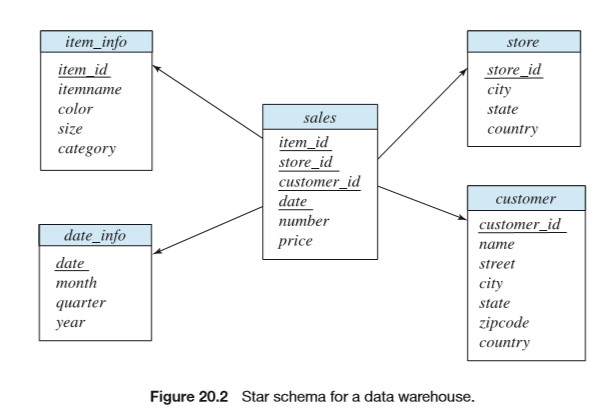 item_info
item_id
itemname
color
size
category
store
store_id
city
state
country
sales
item_id
store_id
customer_id
date
number
price
date_info
date
month
quarter
year
customer
customer_id
name
street
city
state
zipcode
country
Figure 20.2 Star schema for a data warehouse.